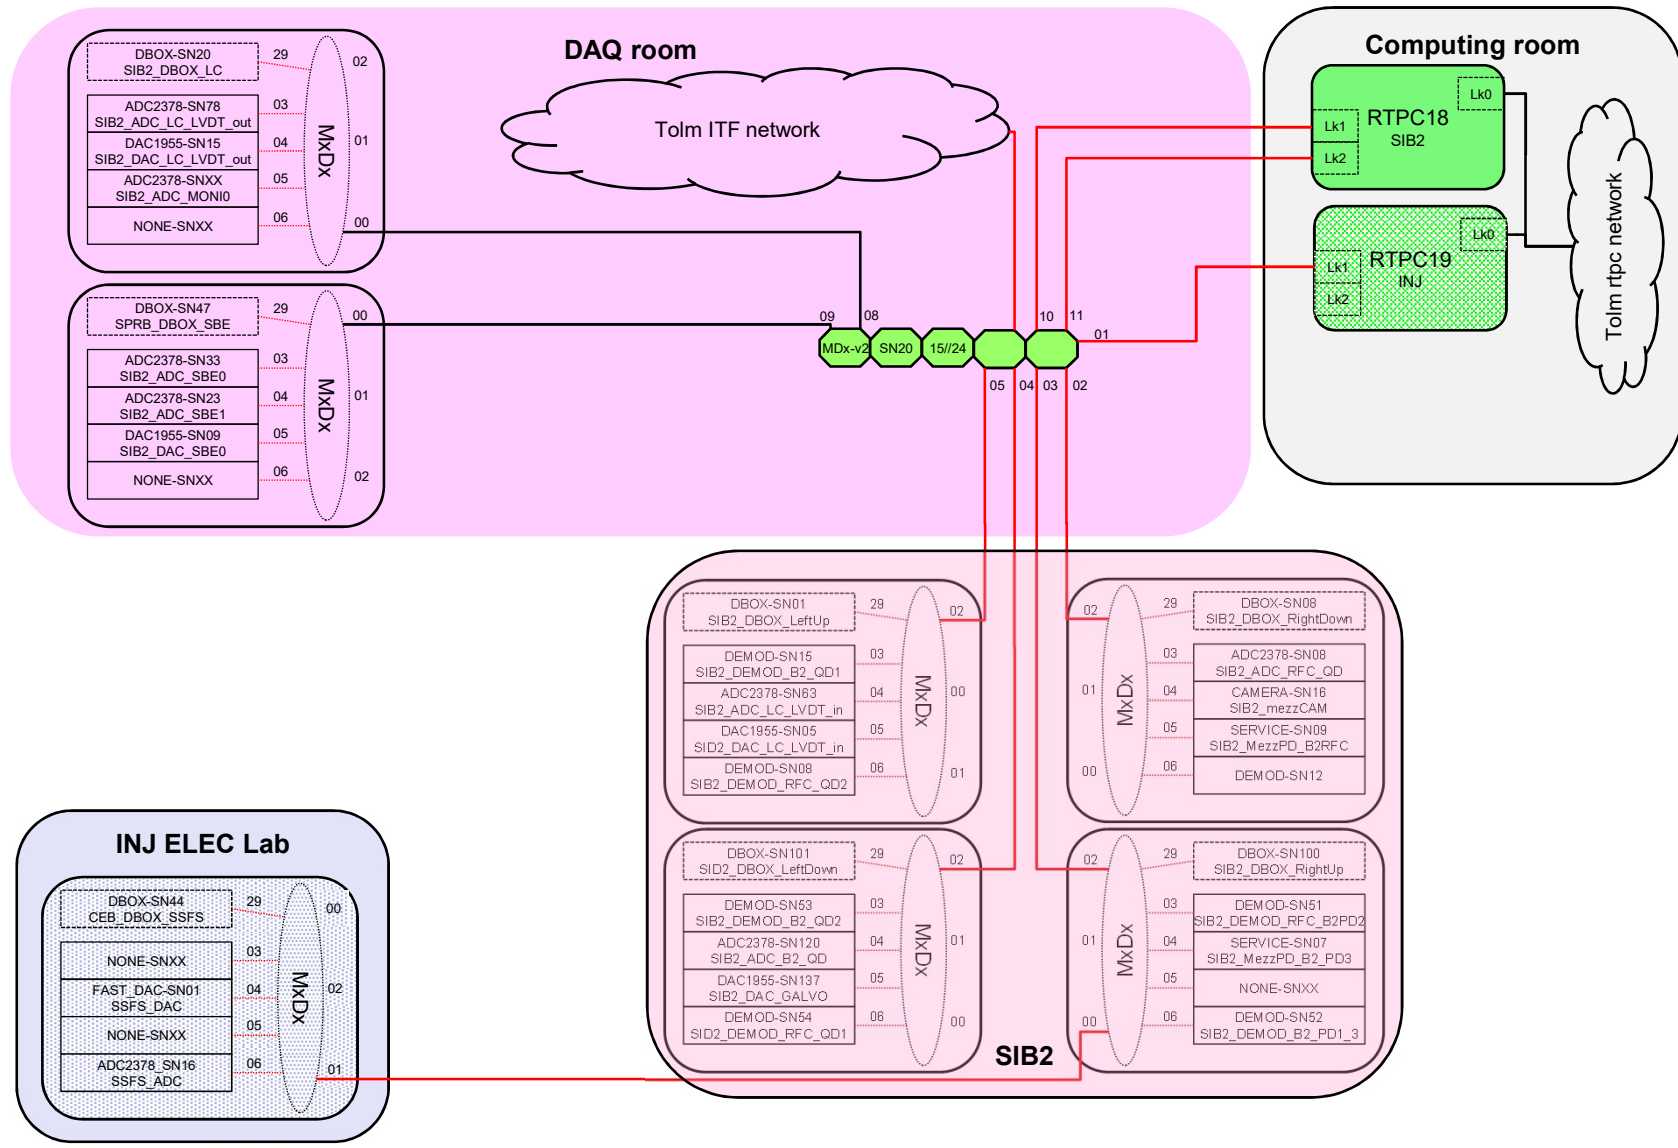 DAQ room
DBOX-SN20
SIB2_DBOX_LC
29
02
ADC2378-SN78
SIB2_ADC_LC_LVDT_out
03
DAC1955-SN15
SIB2_DAC_LC_LVDT_out
04
01
ADC2378-SNXX
SIB2_ADC_MONI0
05
NONE-SNXX
06
00
MxDx
DBOX-SN47
SPRB_DBOX_SBE
29
00
ADC2378-SN33
SIB2_ADC_SBE0
03
ADC2378-SN23
SIB2_ADC_SBE1
04
01
DAC1955-SN09
SIB2_DAC_SBE0
05
NONE-SNXX
06
02
MxDx
Tolm ITF network
09
08
10
11
01
MDx-v2
SN20
15//24
05
04
03
02
Computing room
Lk0
Lk1
Lk2
RTPC18
SIB2
Lk0
Lk1
Lk2
RTPC19
INJ
Tolm rtpc network
DBOX-SN01
SIB2_DBOX_LeftUp
29
02
DEMOD-SN15
SIB2_DEMOD_B2_QD1
03
ADC2378-SN63
SIB2_ADC_LC_LVDT_in
04
00
DAC1955-SN05
SID2_DAC_LC_LVDT_in
05
DEMOD-SN08
SIB2_DEMOD_RFC_QD2
06
01
MxDx
02
29
DBOX-SN08
SIB2_DBOX_RightDown
03
ADC2378-SN08
SIB2_ADC_RFC_QD
01
04
CAMERA-SN16
SIB2_mezzCAM
05
SERVICE-SN09
SIB2_MezzPD_B2RFC
00
06
DEMOD-SN12
MxDx
DBOX-SN101
SID2_DBOX_LeftDown
29
02
DEMOD-SN53
SIB2_DEMOD_B2_QD2
03
ADC2378-SN120
SIB2_ADC_B2_QD
04
01
DAC1955-SN137
SIB2_DAC_GALVO
05
DEMOD-SN54
SID2_DEMOD_RFC_QD1
06
00
MxDx
02
29
DBOX-SN100
SIB2_DBOX_RightUp
03
DEMOD-SN51
SIB2_DEMOD_RFC_B2PD2
01
04
SERVICE-SN07
SIB2_MezzPD_B2_PD3
05
NONE-SNXX
00
06
DEMOD-SN52
SIB2_DEMOD_B2_PD1_3
MxDx
SIB2
INJ ELEC Lab
DBOX-SN44
CEB_DBOX_SSFS
29
00
NONE-SNXX
03
FAST_DAC-SN01
SSFS_DAC
04
02
NONE-SNXX
05
ADC2378_SN16
SSFS_ADC
06
01
MxDx